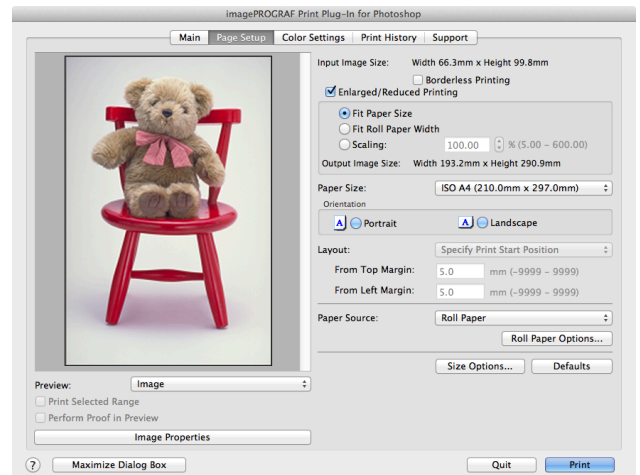 imagePROGRAF Print Plug-In for Photoshop
Main Page Setup Color Settings Print History Support
Input Image Size: Width 66.3mm x Height 99.8mm
Borderless Printing
Enlarged/Reduced Printing
Fit Paper Size
Fit Roll Paper Width
Scaling: 100.00 % (5.00 - 600.00)
Output Image Size: Width 193.2mm x Height 290.9mm
Paper Size: ISO A4 (210.0mm x 297.0mm)
Orientation
A Portrait A Landscape
Layout: Specify Print Start Position
From Top Margin: 5.0 mm (-9999 - 9999)
From Left Margin: 5.0 mm (-9999 - 9999)
Paper Source: Roll Paper
Roll Paper Options...
Size Options... Defaults
Preview: Image
Print Selected Range
Perform Proof in Preview
Image Properties
? Maximize Dialog Box Quit Print